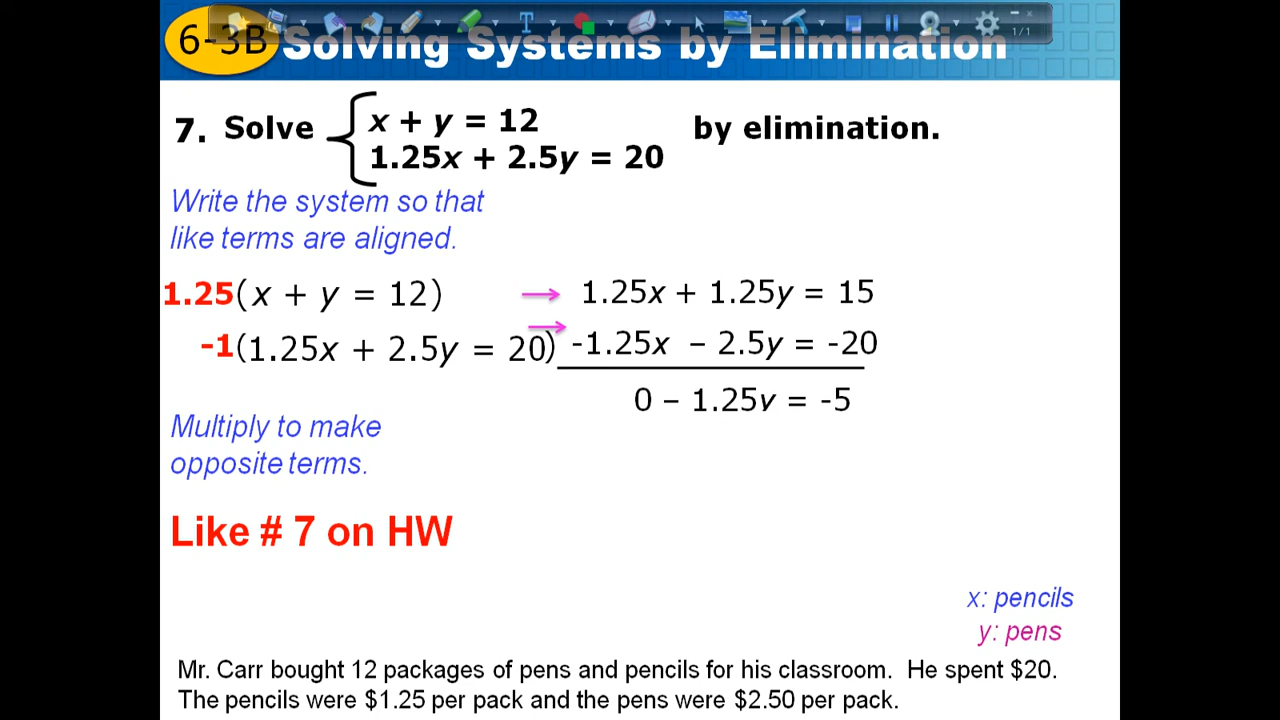 6-3B Solving Systems by Elimination
1/1
7. Solve { x + y = 12 by elimination.
1.25x + 2.5y = 20
Write the system so that
like terms are aligned.
1.25(x + y = 12) → 1.25x + 1.25y = 15
-1(1.25x + 2.5y = 20) → -1.25x – 2.5y = -20
0 – 1.25y = -5
Multiply to make
opposite terms.
Like # 7 on HW
x: pencils
y: pens
Mr. Carr bought 12 packages of pens and pencils for his classroom. He spent $20.
The pencils were $1.25 per pack and the pens were $2.50 per pack.